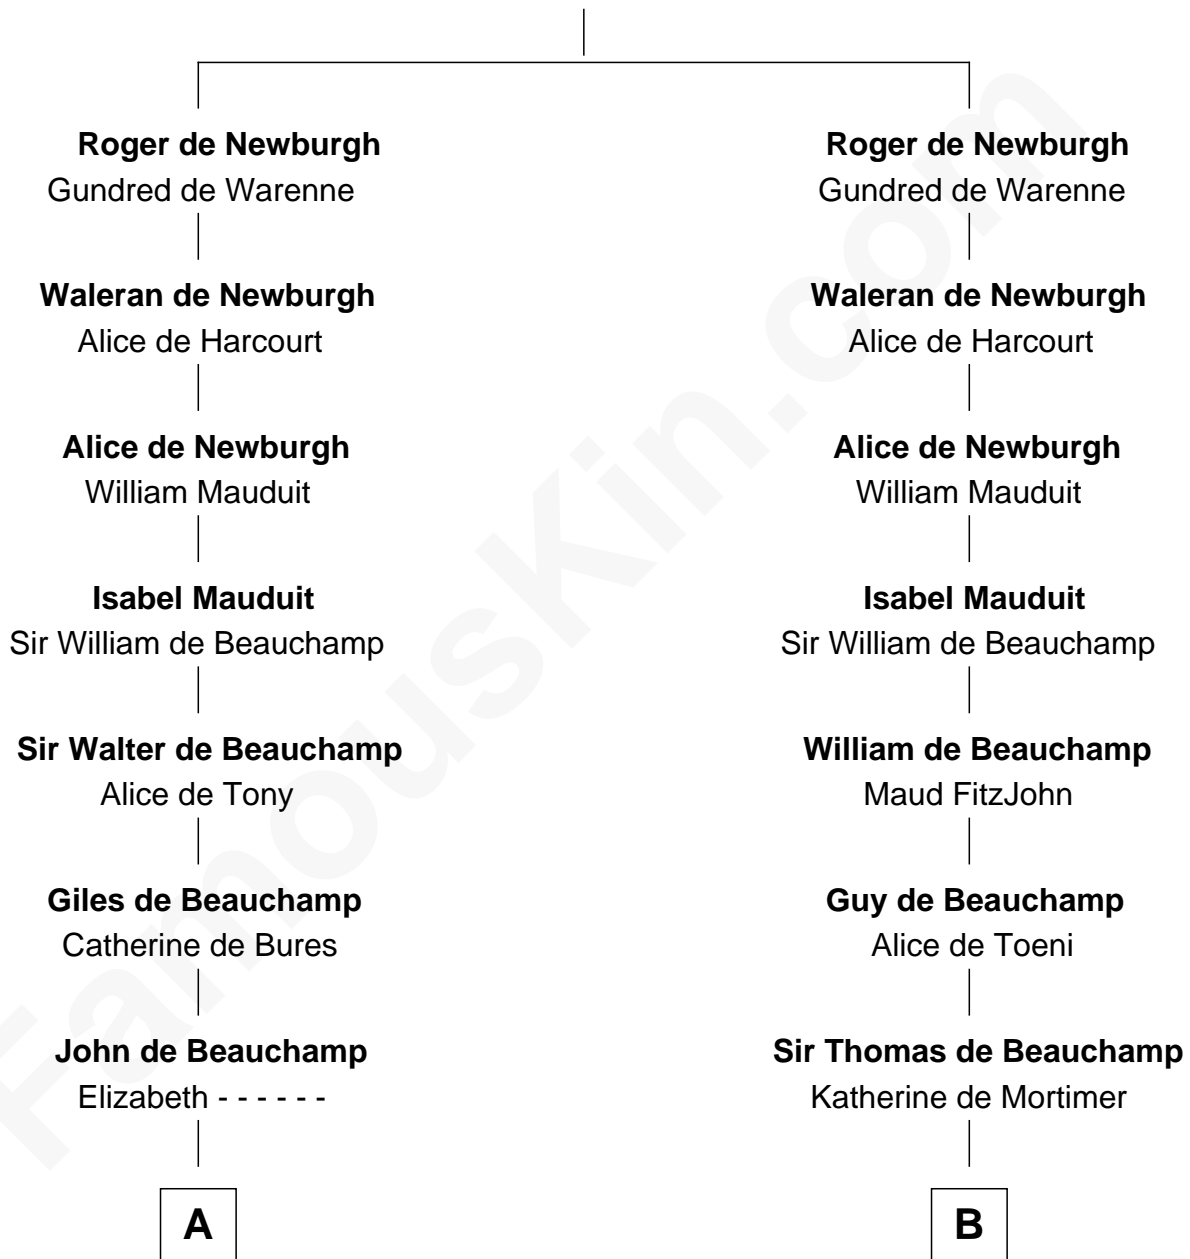 Roger de Newburgh
Gundred de Warenne
Waleran de Newburgh
Alice de Harcourt
Alice de Newburgh
William Mauduit
Isabel Mauduit
Sir William de Beauchamp
Sir Walter de Beauchamp
Alice de Tony
Giles de Beauchamp
Catherine de Bures
John de Beauchamp
Elizabeth - - - - - -
A
Roger de Newburgh
Gundred de Warenne
Waleran de Newburgh
Alice de Harcourt
Alice de Newburgh
William Mauduit
Isabel Mauduit
Sir William de Beauchamp
William de Beauchamp
Maud FitzJohn
Guy de Beauchamp
Alice de Toeni
Sir Thomas de Beauchamp
Katherine de Mortimer
B
FamousKin.com